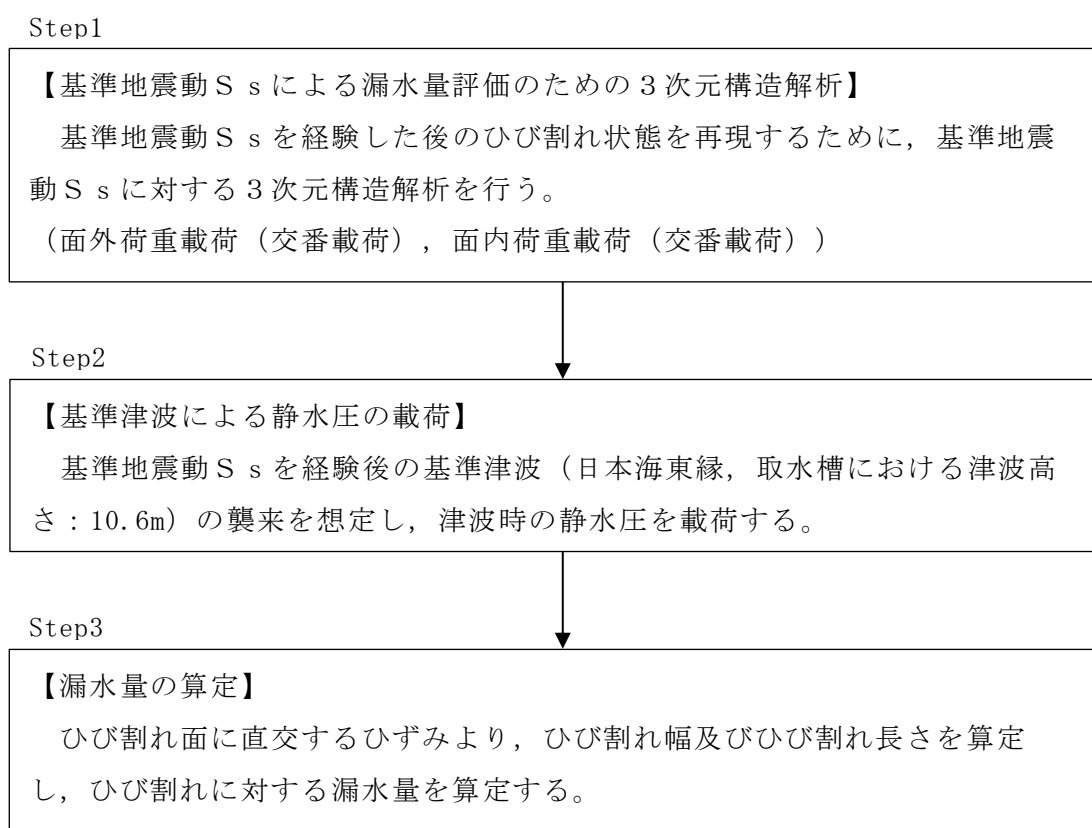 Step1
【基準地震動Ｓｓによる漏水量評価のための３次元構造解析】
基準地震動Ｓｓを経験した後のひび割れ状態を再現するために，基準地震
動Ｓｓに対する３次元構造解析を行う。
（面外荷重載荷（交番載荷），面内荷重載荷（交番載荷））
Step2
【基準津波による静水圧の載荷】
基準地震動Ｓｓを経験後の基準津波（日本海東縁，取水槽における津波高
さ：10.6m）の襲来を想定し，津波時の静水圧を載荷する。
Step3
【漏水量の算定】
ひび割れ面に直交するひずみより，ひび割れ幅及びひび割れ長さを算定
し，ひび割れに対する漏水量を算定する。